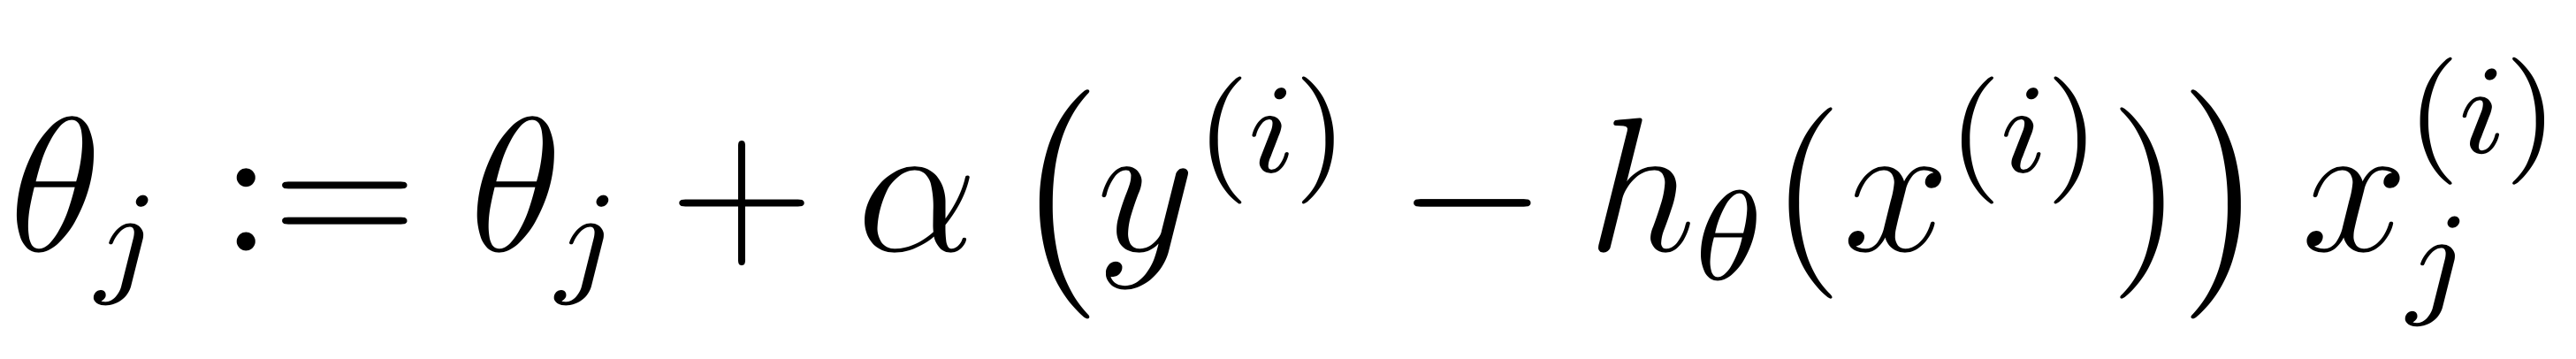 θ_j := θ_j + α (y^{(i)} − h_θ(x^{(i)})) x_j^{(i)}